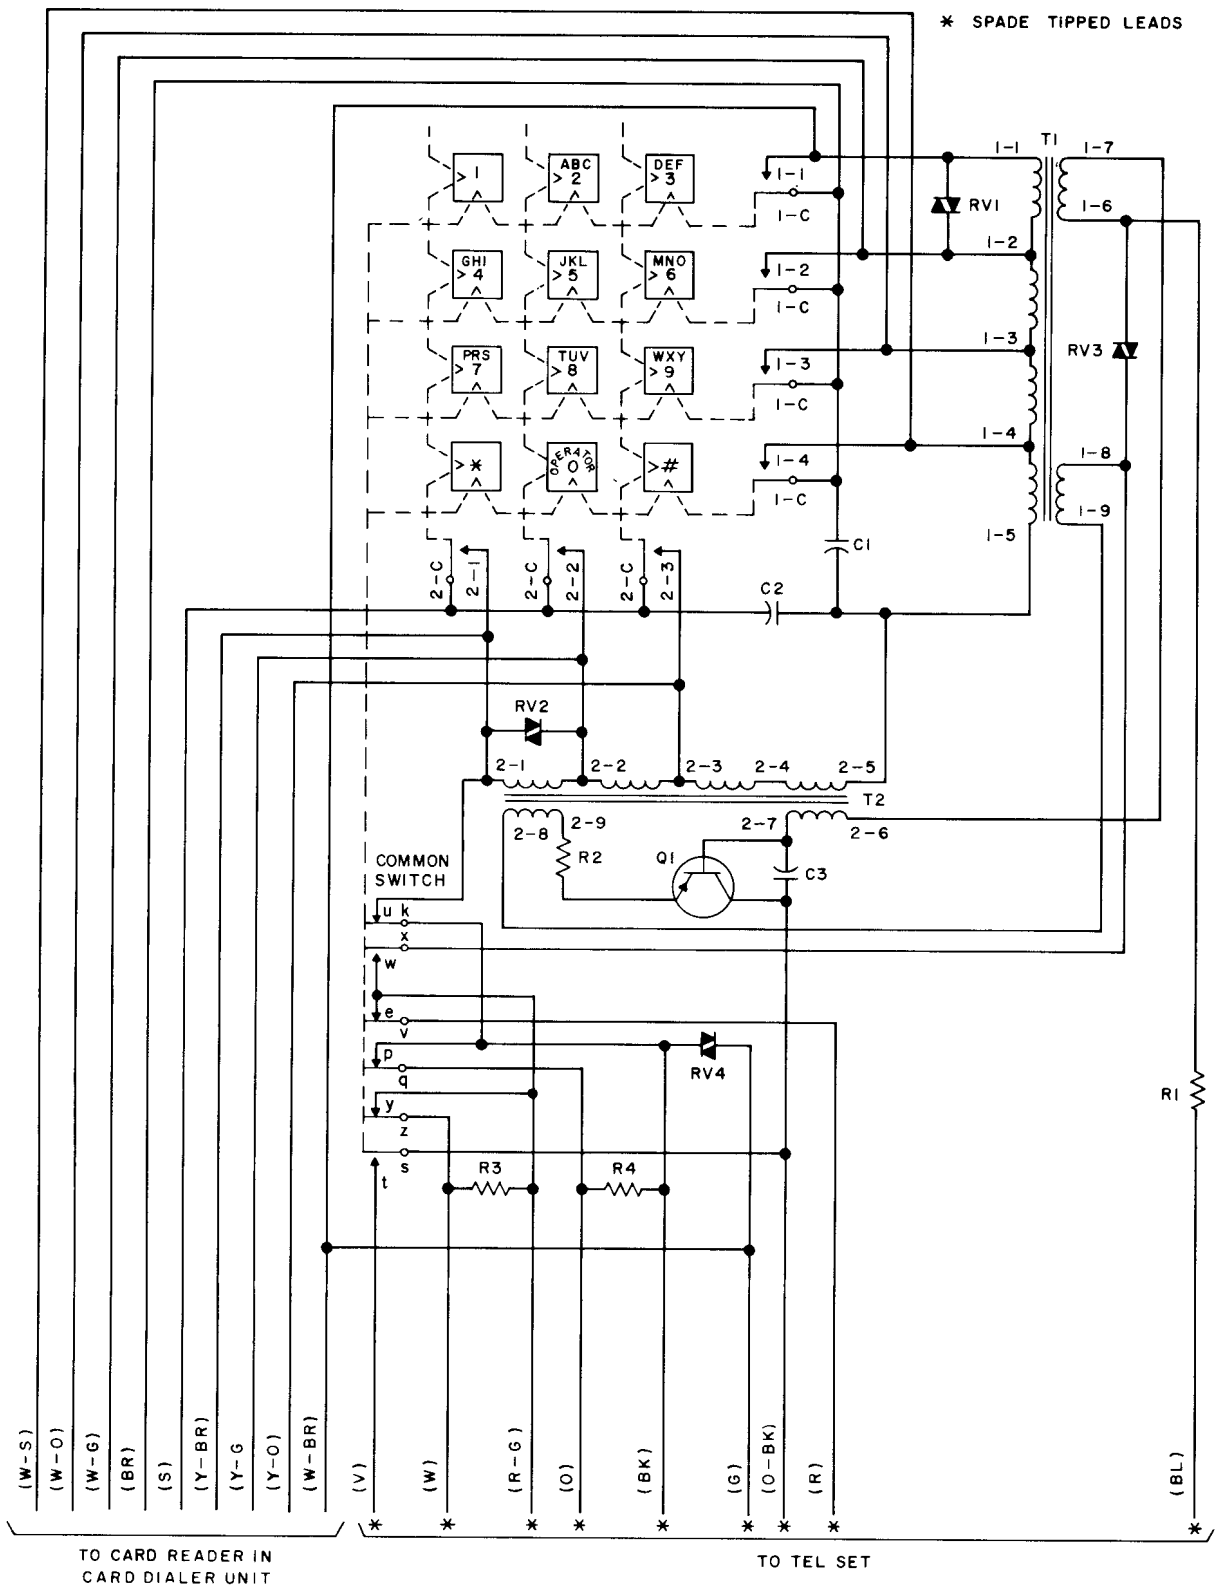 * SPADE TIPPED LEADS
T1
1-1
1-7
ABC
DEF
1
2
3
1-1
RV1
1-6
1-C
1-2
GHI
JKL
MNO
4
5
6
1-2
1-C
1-3
RV3
PRS
TUV
WXY
7
8
9
1-3
1-C
1-4
1-8
*
OPERATOR
0
#
1-4
1-C
1-9
1-5
C1
2-C
2-1
2-C
2-2
2-C
2-3
C2
RV2
2-1
2-2
2-3
2-4
2-5
T2
2-8
2-9
2-7
2-6
R2
Q1
C3
COMMON
SWITCH
u k
x
w
e
v
p
RV4
q
R1
y
z
s
t
R3
R4
(W-S)
(W-O)
(W-G)
(BR)
(S)
(Y-BR)
(Y-G
(Y-O)
(W-BR)
(V)
(W)
(R-G)
(O)
(BK)
(G)
(O-BK)
(R)
(BL)
* * * * * * * * *
TO CARD READER IN
CARD DIALER UNIT
TO TEL SET